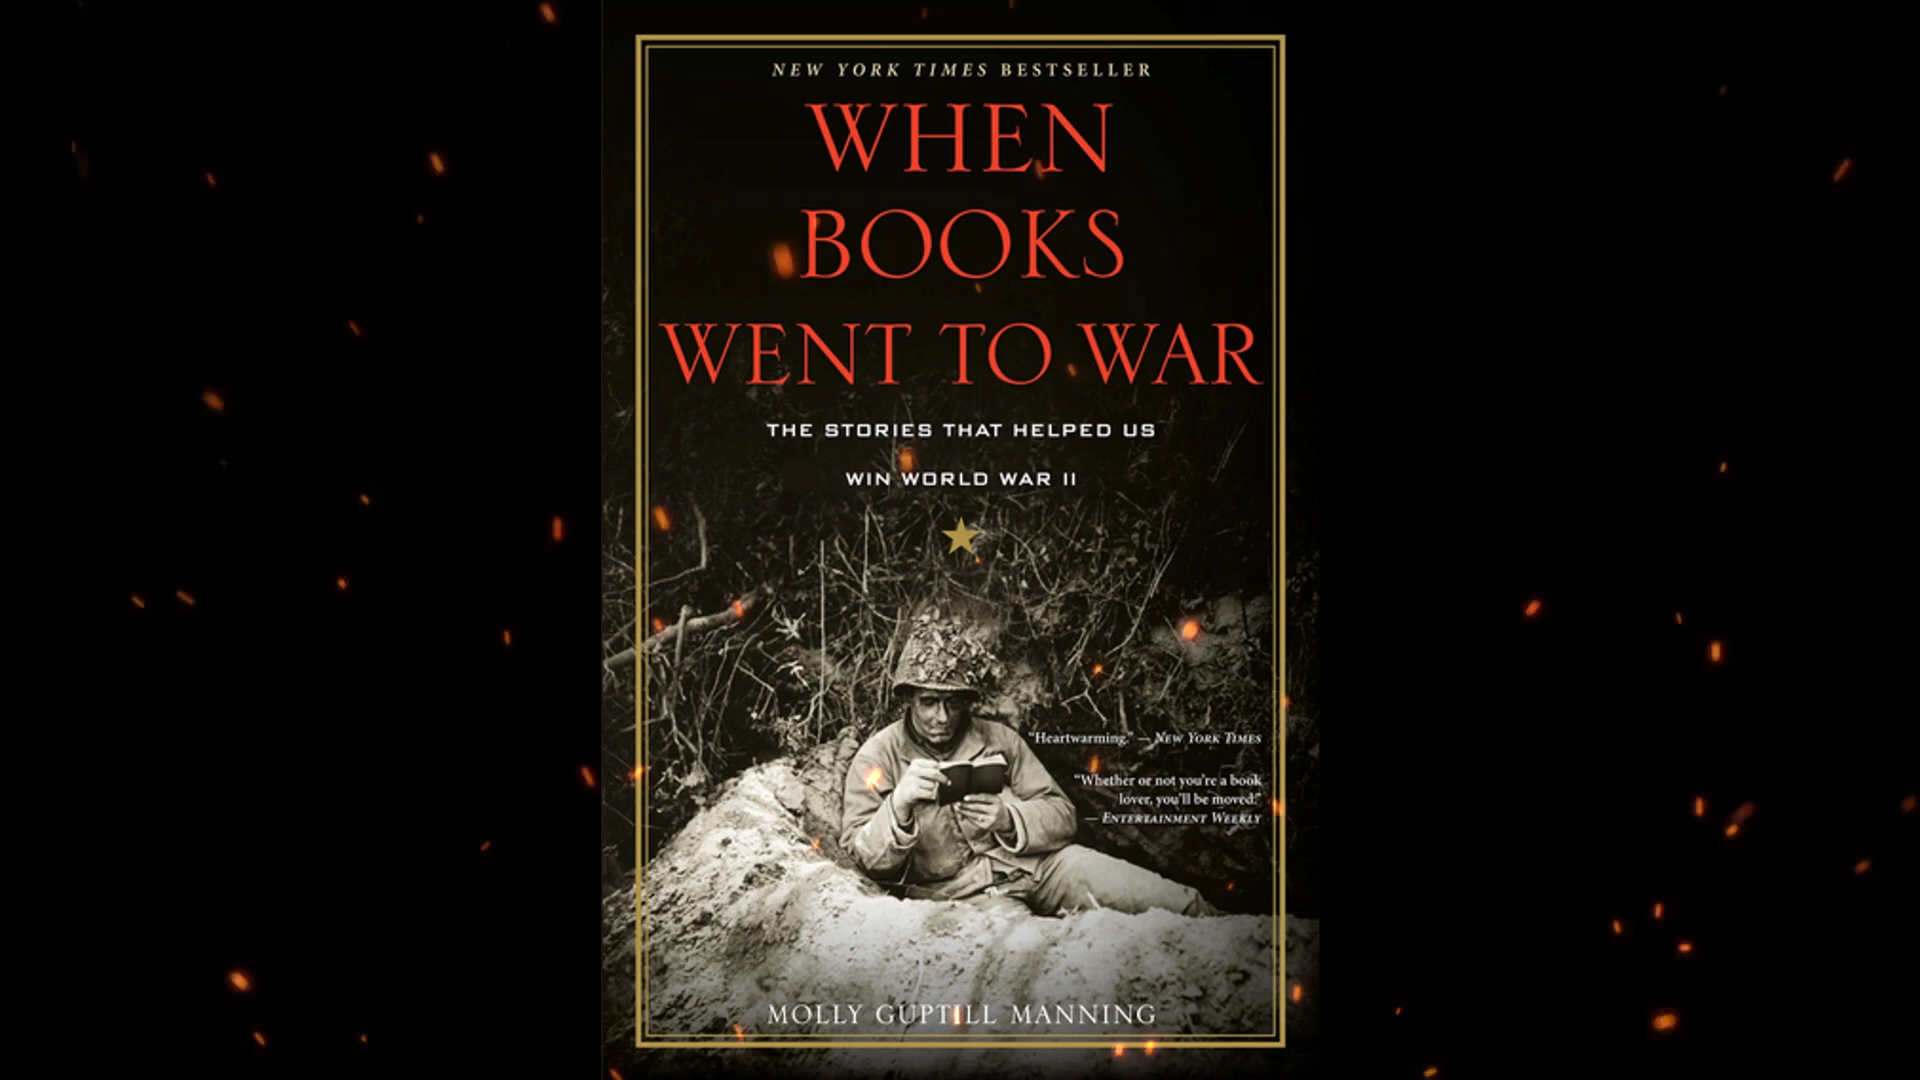 NEW YORK TIMES BESTSELLER
WHEN
BOOKS
WENT TO WAR
THE STORIES THAT HELPED US
WIN WORLD WAR II
“Heartwarming.” — NEW YORK TIMES
“Whether or not you’re a book
lover, you’ll be moved.”
— ENTERTAINMENT WEEKLY
MOLLY GUPTILL MANNING